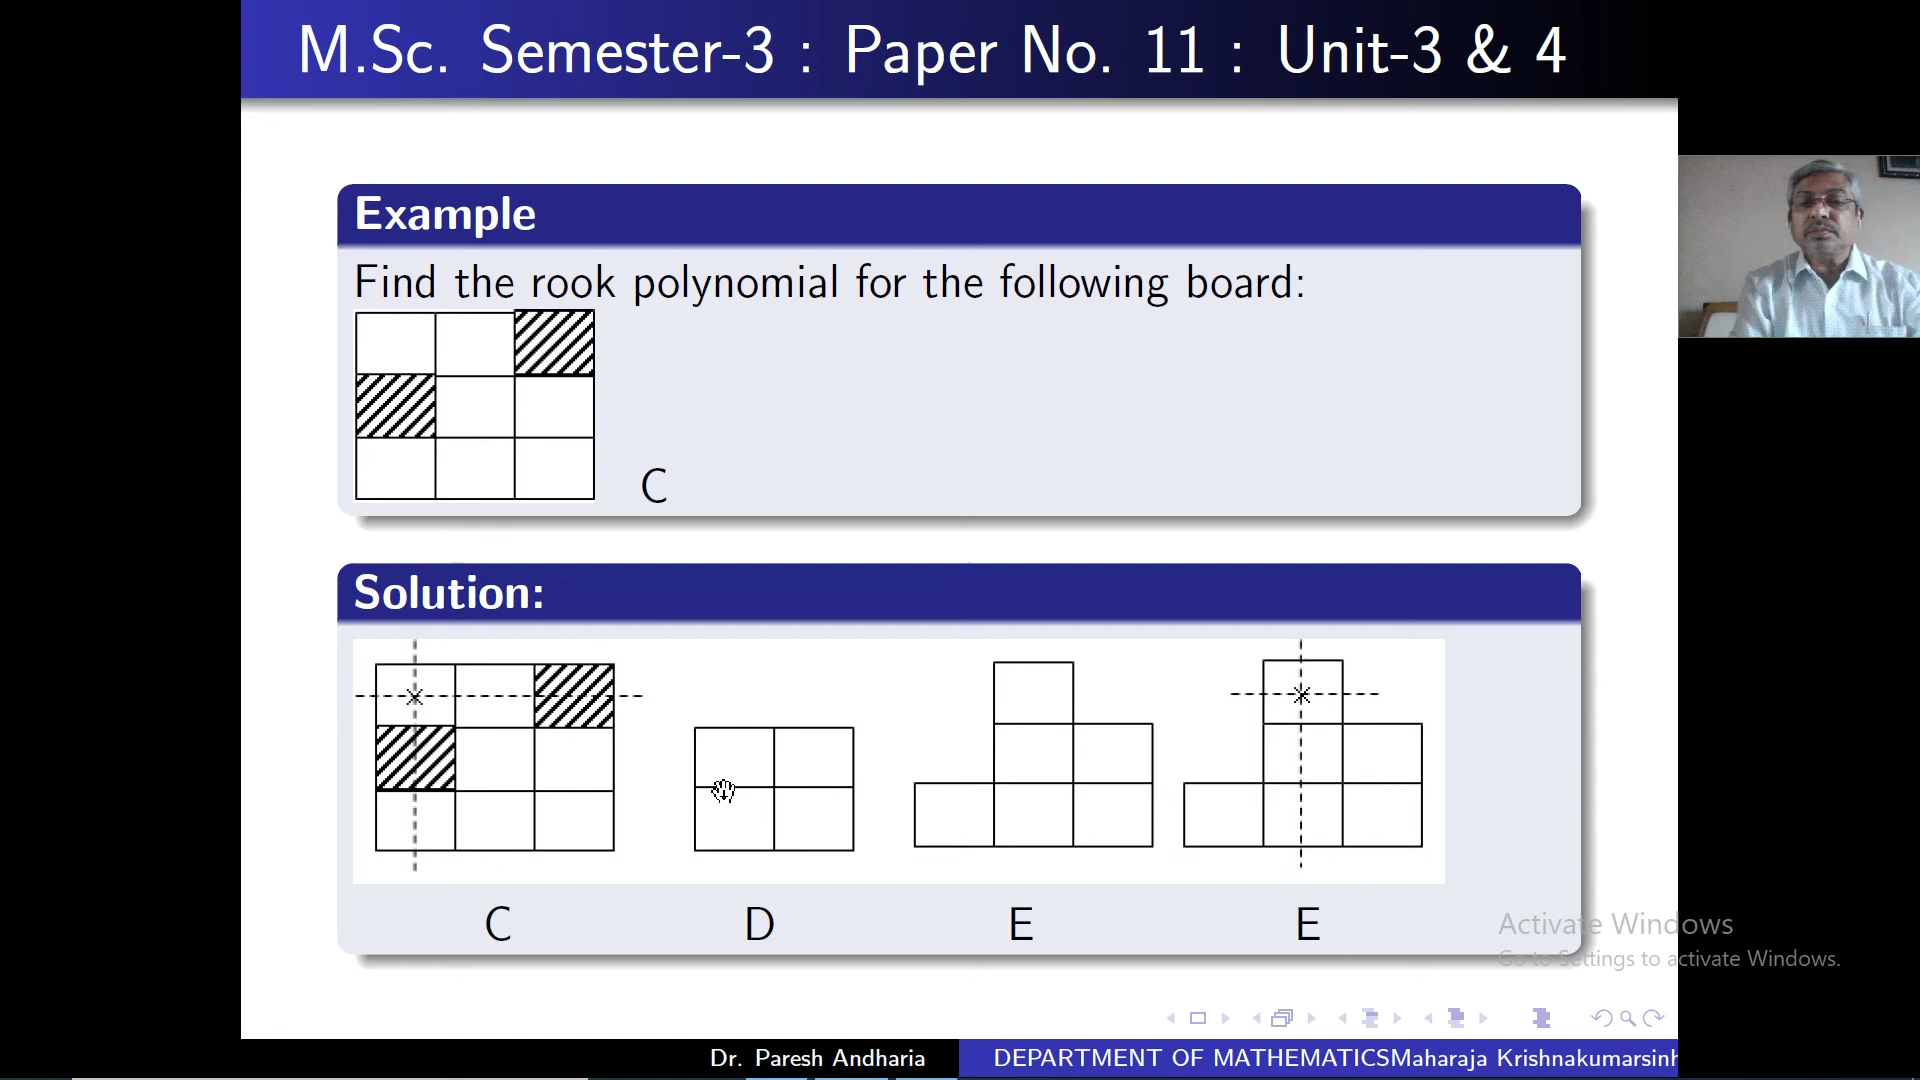 M.Sc. Semester-3 : Paper No. 11 : Unit-3 & 4
Example
Find the rook polynomial for the following board:
C
Solution:
C D E E
Activate Windows
Go to Settings to activate Windows.
Dr. Paresh Andharia DEPARTMENT OF MATHEMATICSMaharaja Krishnakumarsinh